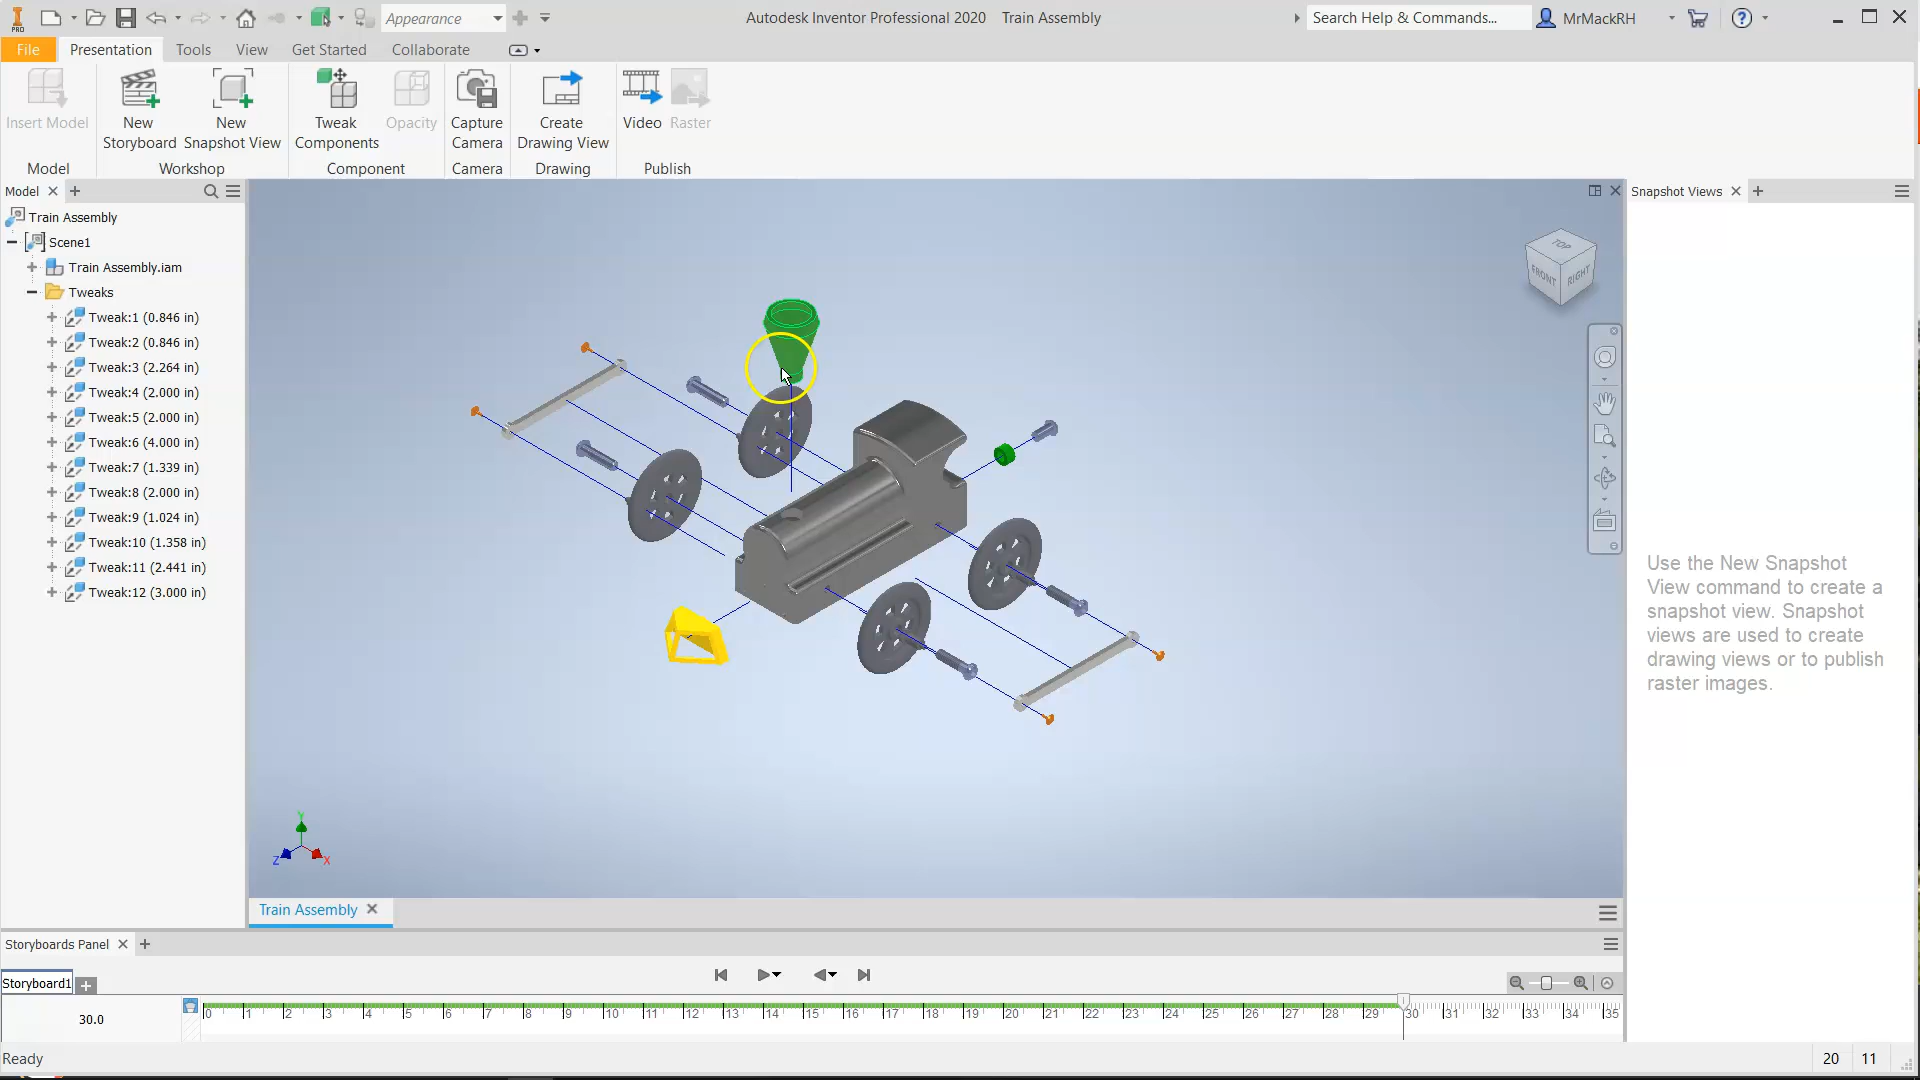 PRO
Appearance
Autodesk Inventor Professional 2020 Train Assembly
Search Help & Commands...
MrMackRH
File Presentation Tools View Get Started Collaborate
Insert Model
New Storyboard
New Snapshot View
Tweak Components
Opacity
Capture Camera
Create Drawing View
Video
Raster
Model Workshop Component Camera Drawing Publish
Model
Train Assembly
Scene1
Train Assembly.iam
Tweaks
Tweak:1 (0.846 in)
Tweak:2 (0.846 in)
Tweak:3 (2.264 in)
Tweak:4 (2.000 in)
Tweak:5 (2.000 in)
Tweak:6 (4.000 in)
Tweak:7 (1.339 in)
Tweak:8 (2.000 in)
Tweak:9 (1.024 in)
Tweak:10 (1.358 in)
Tweak:11 (2.441 in)
Tweak:12 (3.000 in)
TOP
FRONT
RIGHT
Y
Z
X
Snapshot Views
Use the New Snapshot
View command to create a
snapshot view. Snapshot
views are used to create
drawing views or to publish
raster images.
Train Assembly
Storyboards Panel
Storyboard1
30.0
0 1 2 3 4 5 6 7 8 9 10 11 12 13 14 15 16 17 18 19 20 21 22 23 24 25 26 27 28 29 30 31 32 33 34 35
Ready
20 11